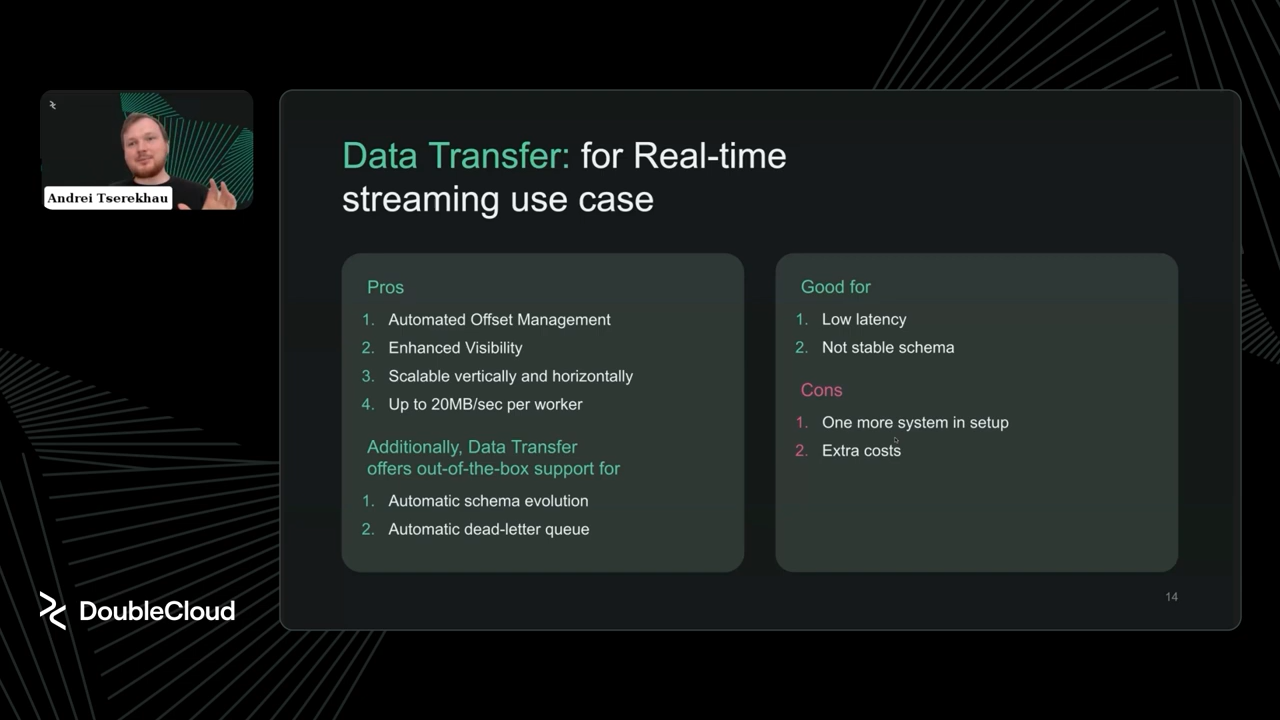 Andrei Tserekhau
Data Transfer: for Real-time
streaming use case
Pros
1. Automated Offset Management
2. Enhanced Visibility
3. Scalable vertically and horizontally
4. Up to 20MB/sec per worker
Additionally, Data Transfer
offers out-of-the-box support for
1. Automatic schema evolution
2. Automatic dead-letter queue
Good for
1. Low latency
2. Not stable schema
Cons
1. One more system in setup
2. Extra costs
14
DoubleCloud